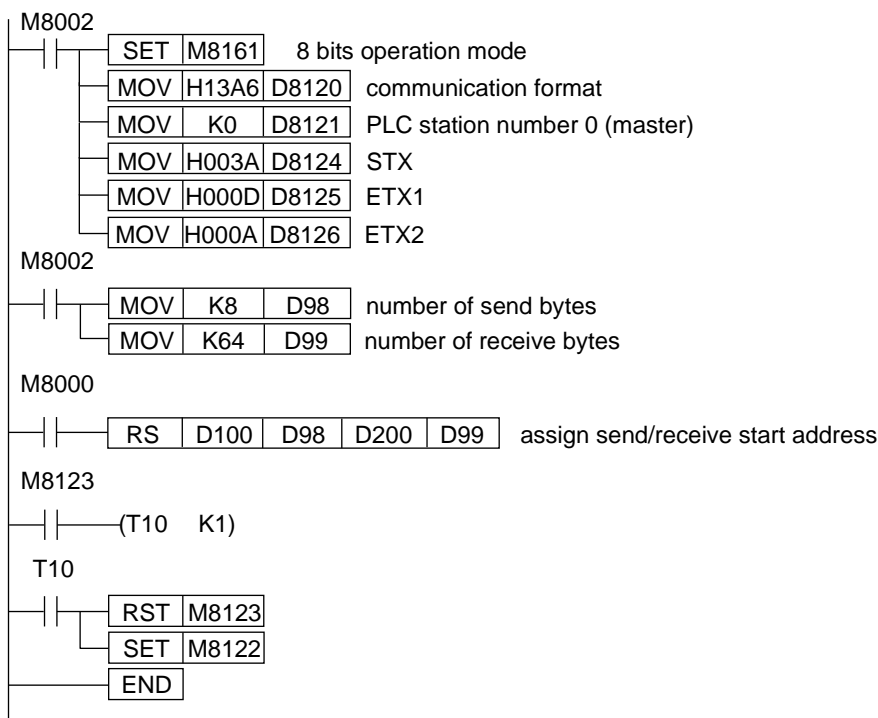 M8002
SET M8161 8 bits operation mode
MOV H13A6 D8120 communication format
MOV K0 D8121 PLC station number 0 (master)
MOV H003A D8124 STX
MOV H000D D8125 ETX1
MOV H000A D8126 ETX2
M8002
MOV K8 D98 number of send bytes
MOV K64 D99 number of receive bytes
M8000
RS D100 D98 D200 D99 assign send/receive start address
M8123
(T10 K1)
T10
RST M8123
SET M8122
END